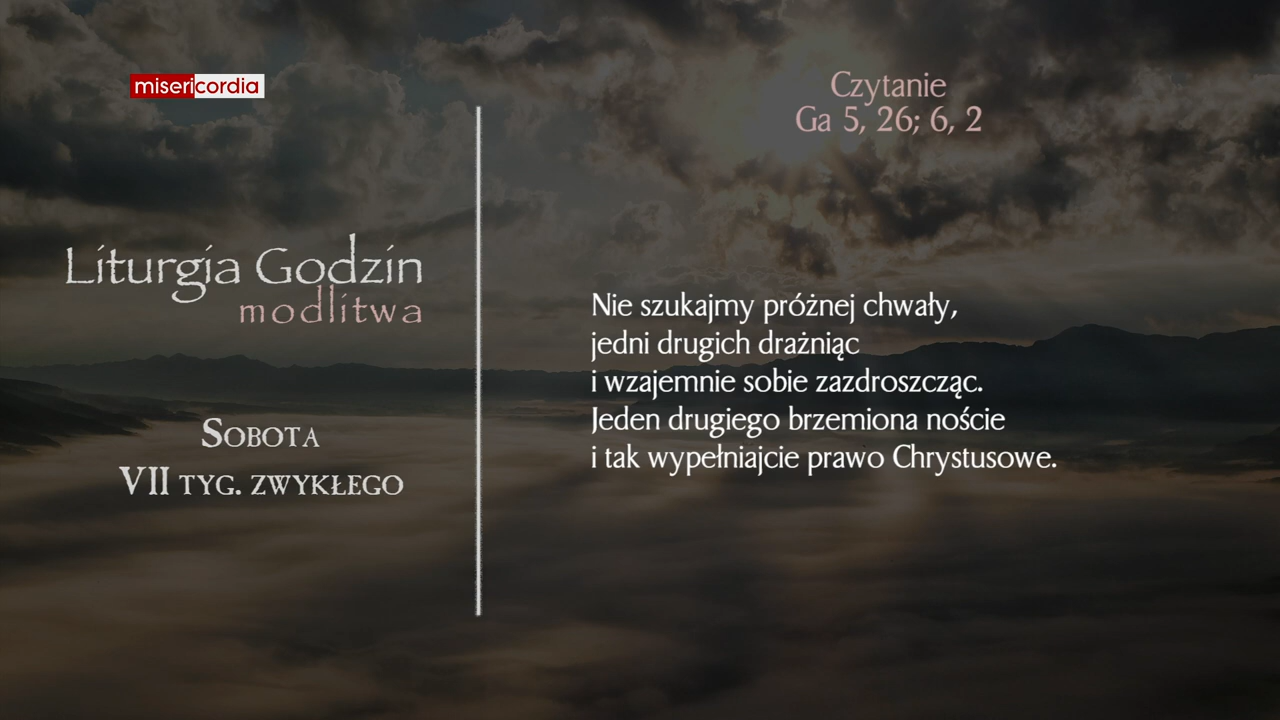 misericordia
Liturgia Godzin
modlitwa
Sobota
VII tyg. zwykłego
Czytanie
Ga 5, 26; 6, 2
Nie szukajmy próżnej chwały,
jedni drugich drażniąc
i wzajemnie sobie zazdroszcząc.
Jeden drugiego brzemiona noście
i tak wypełniajcie prawo Chrystusowe.